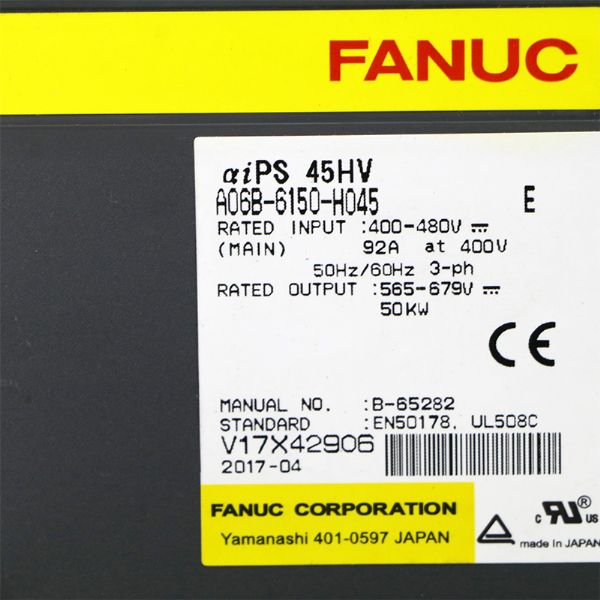 FANUC
αiPS 45HV
A06B-6150-H045 E
RATED INPUT :400-480V ⎓
(MAIN) 92A at 400V
50Hz/60Hz 3-ph
RATED OUTPUT :565-679V ⎓
50KW
CE
MANUAL NO. :B-65282
STANDARD :EN50178. UL508C
V17X42906
2017-04
FANUC CORPORATION
Yamanashi 401-0597 JAPAN
c RU ® US
made in JAPAN